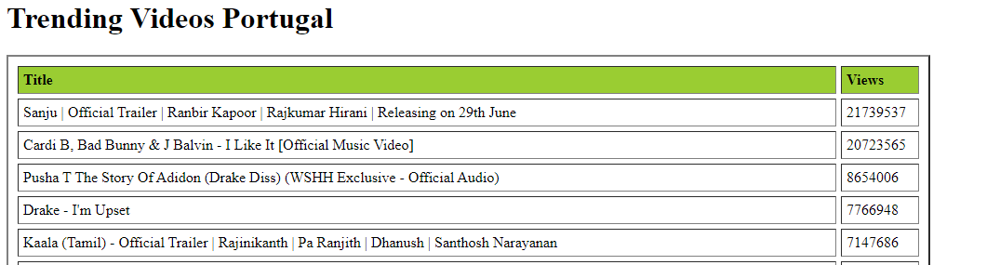 Trending Videos Portugal
Title Views
Sanju | Official Trailer | Ranbir Kapoor | Rajkumar Hirani | Releasing on 29th June 21739537
Cardi B, Bad Bunny & J Balvin - I Like It [Official Music Video] 20723565
Pusha T The Story Of Adidon (Drake Diss) (WSHH Exclusive - Official Audio) 8654006
Drake - I'm Upset 7766948
Kaala (Tamil) - Official Trailer | Rajinikanth | Pa Ranjith | Dhanush | Santhosh Narayanan 7147686